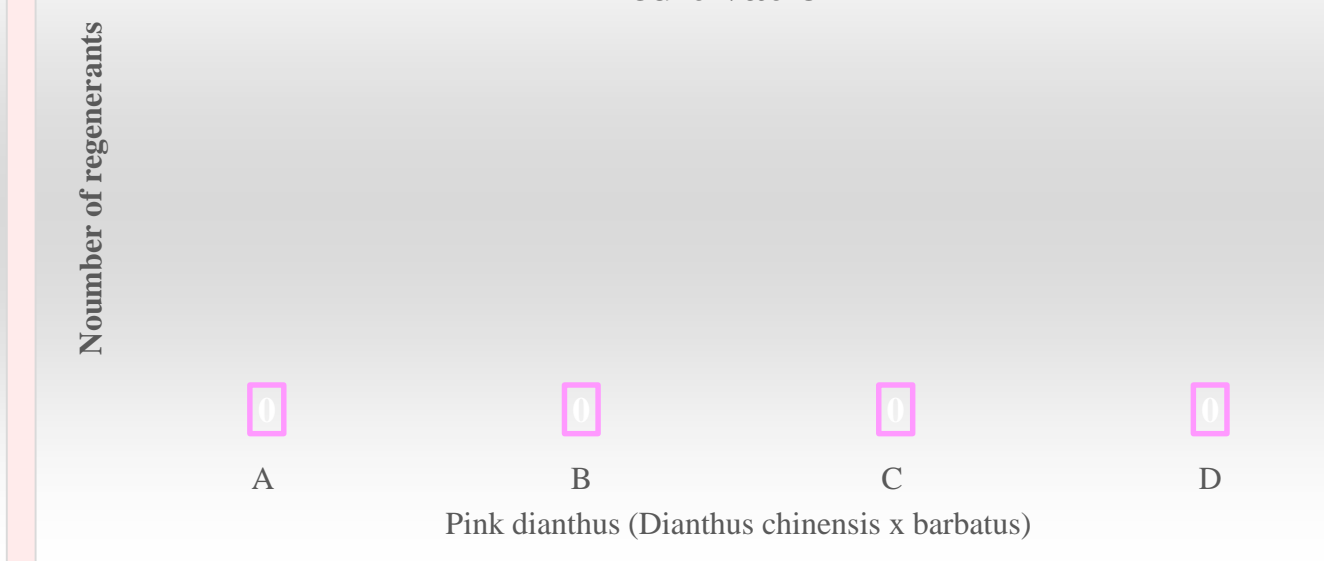 Noumber of regenerants
0 0 0 0
A B C D
Pink dianthus (Dianthus chinensis x barbatus)